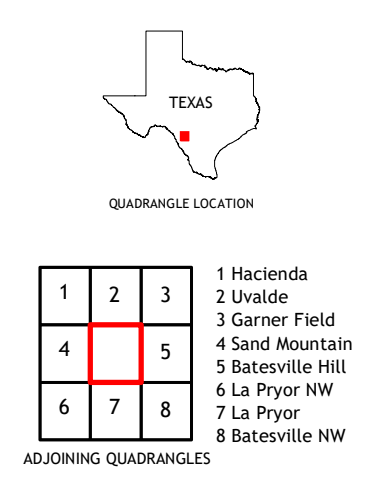 TEXAS
QUADRANGLE LOCATION
1 2 3
4 5
6 7 8
1 Hacienda
2 Uvalde
3 Garner Field
4 Sand Mountain
5 Batesville Hill
6 La Pryor NW
7 La Pryor
8 Batesville NW
ADJOINING QUADRANGLES